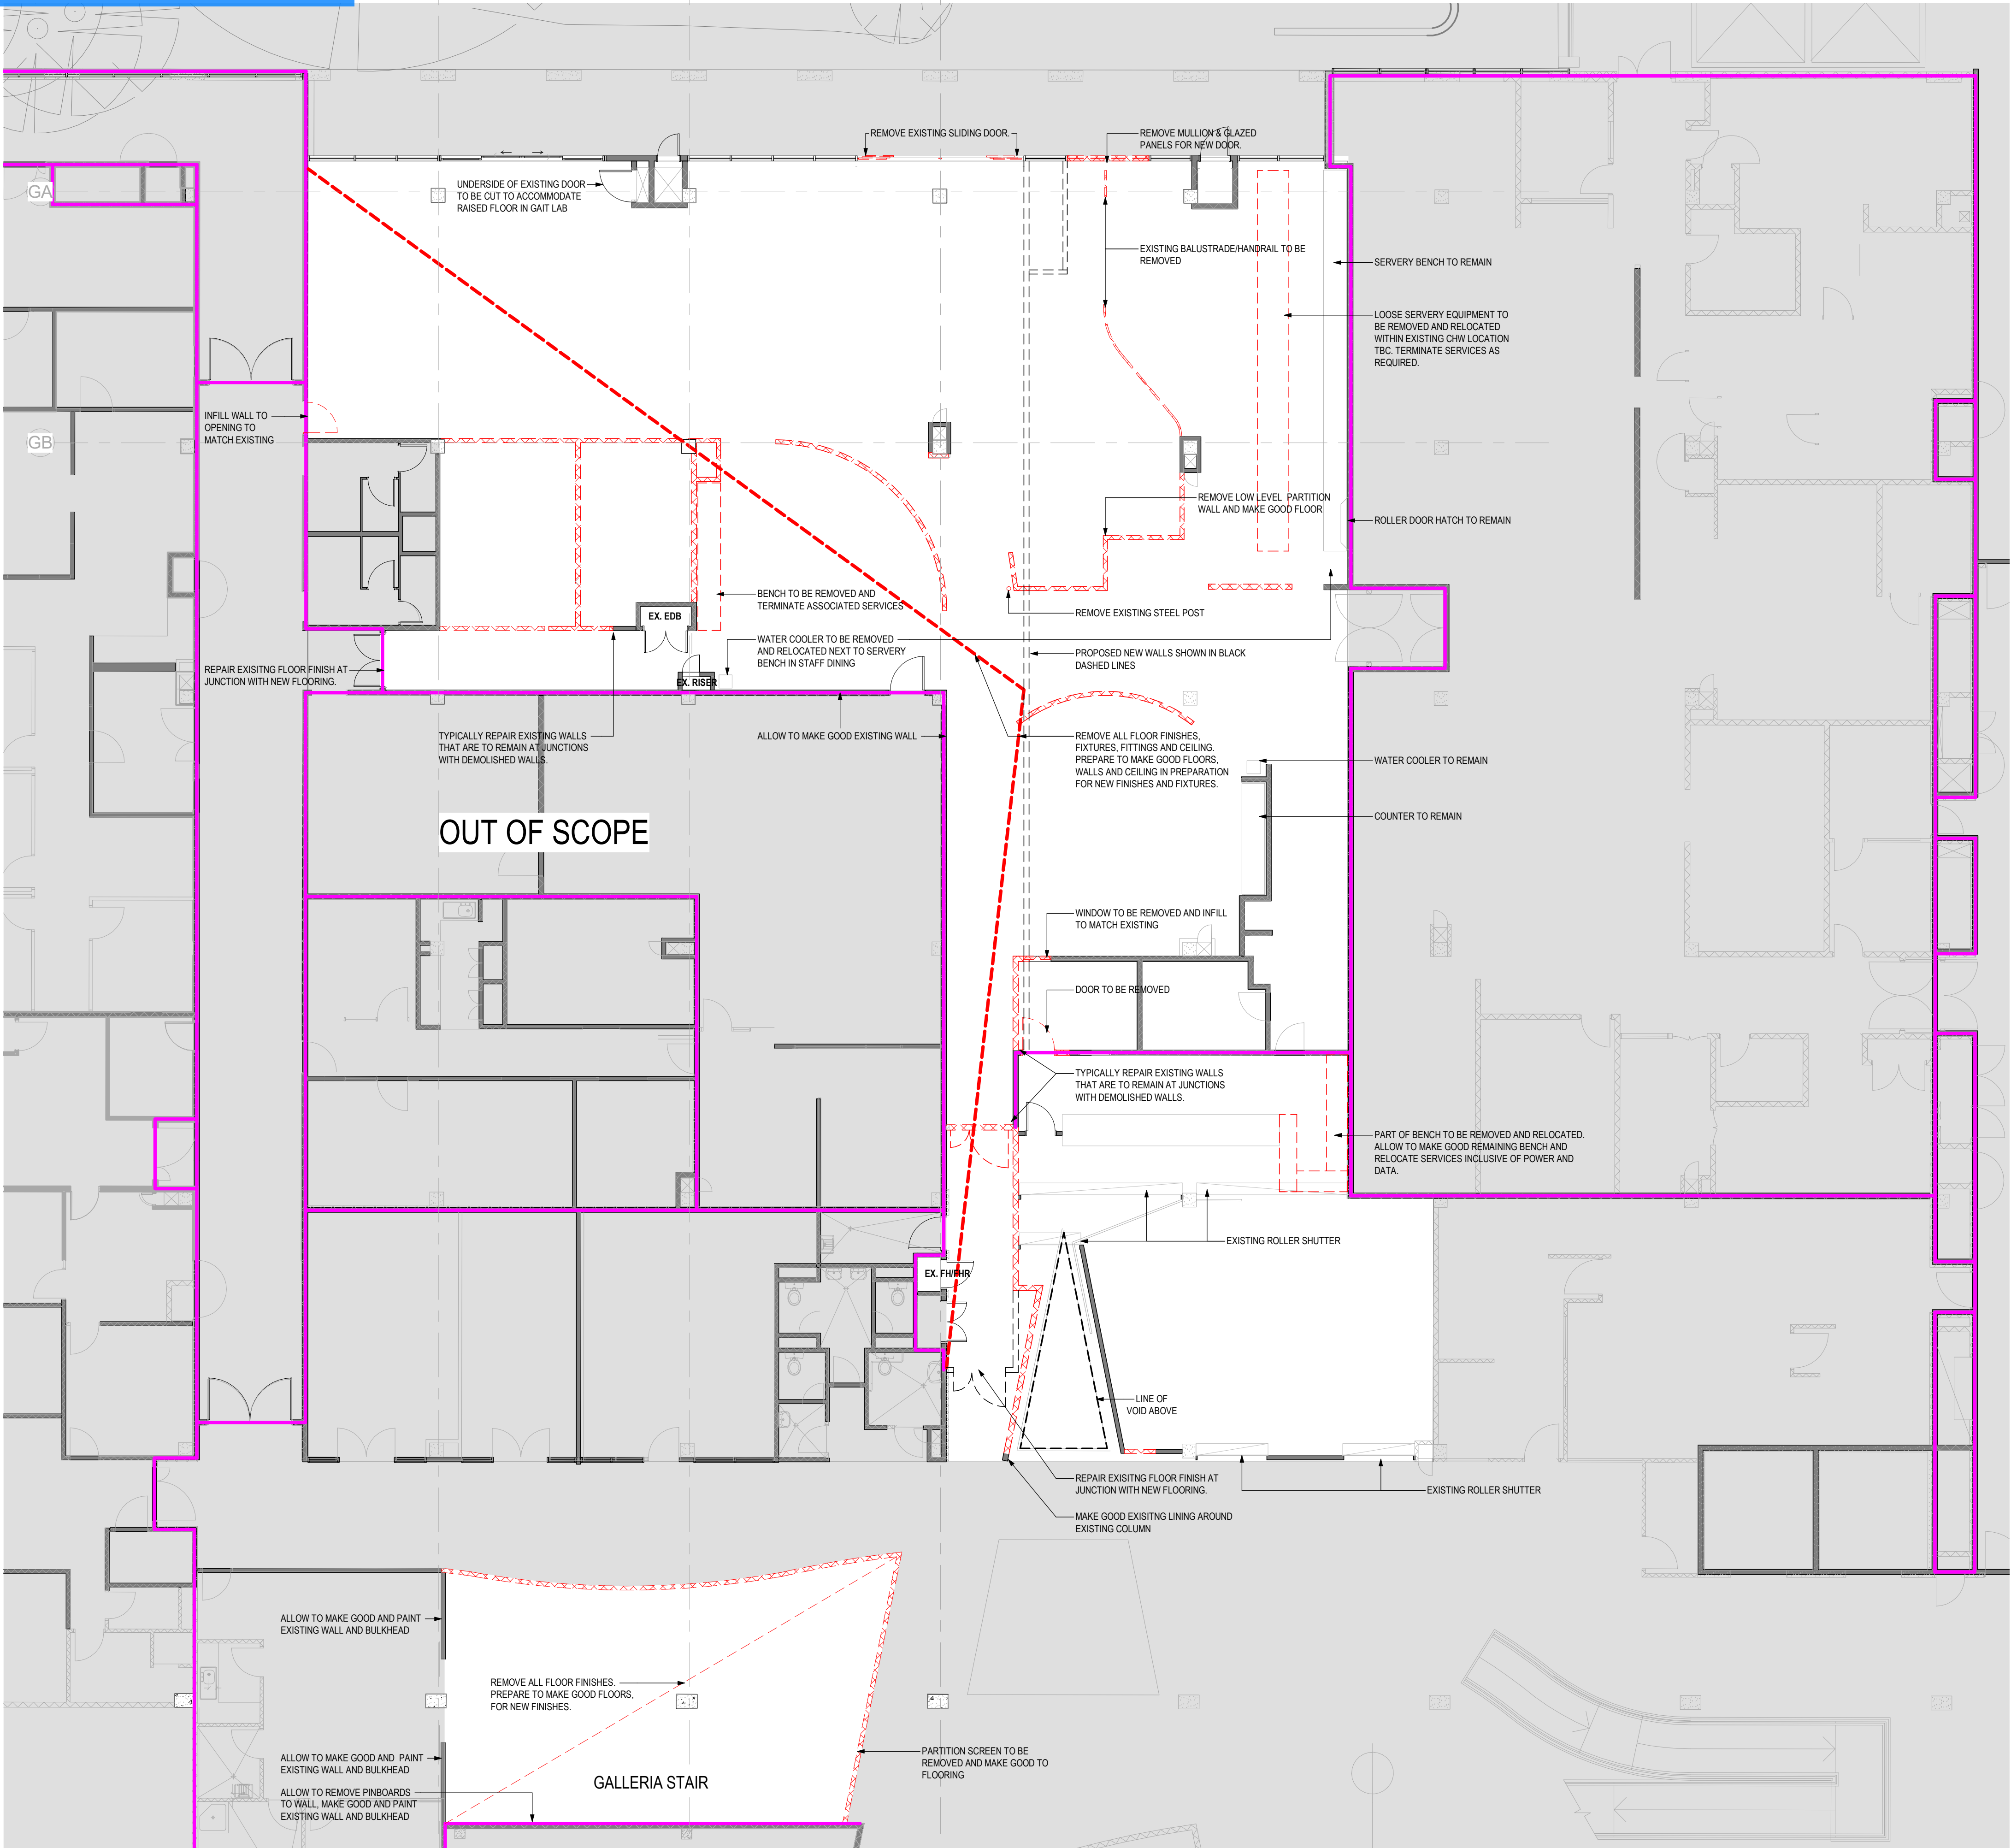 REMOVE EXISTING SLIDING DOOR.
REMOVE MULLION & GLAZED
PANELS FOR NEW DOOR.
UNDERSIDE OF EXISTING DOOR
TO BE CUT TO ACCOMMODATE
RAISED FLOOR IN GAIT LAB
GA
EXISTING BALUSTRADE/HANDRAIL TO BE
REMOVED
SERVERY BENCH TO REMAIN
LOOSE SERVERY EQUIPMENT TO
BE REMOVED AND RELOCATED
WITHIN EXISTING CHW LOCATION
TBC. TERMINATE SERVICES AS
REQUIRED.
INFILL WALL TO
OPENING TO
MATCH EXISTING
GB
REMOVE LOW LEVEL PARTITION
WALL AND MAKE GOOD FLOOR
ROLLER DOOR HATCH TO REMAIN
BENCH TO BE REMOVED AND
TERMINATE ASSOCIATED SERVICES
EX. EDB
REMOVE EXISTING STEEL POST
WATER COOLER TO BE REMOVED
AND RELOCATED NEXT TO SERVERY
BENCH IN STAFF DINING
PROPOSED NEW WALLS SHOWN IN BLACK
DASHED LINES
REPAIR EXISITNG FLOOR FINISH AT
JUNCTION WITH NEW FLOORING.
EX. RISER
TYPICALLY REPAIR EXISTING WALLS
THAT ARE TO REMAIN AT JUNCTIONS
WITH DEMOLISHED WALLS.
ALLOW TO MAKE GOOD EXISTING WALL
REMOVE ALL FLOOR FINISHES,
FIXTURES, FITTINGS AND CEILING.
PREPARE TO MAKE GOOD FLOORS,
WALLS AND CEILING IN PREPARATION
FOR NEW FINISHES AND FIXTURES.
WATER COOLER TO REMAIN
COUNTER TO REMAIN
OUT OF SCOPE
WINDOW TO BE REMOVED AND INFILL
TO MATCH EXISTING
DOOR TO BE REMOVED
TYPICALLY REPAIR EXISTING WALLS
THAT ARE TO REMAIN AT JUNCTIONS
WITH DEMOLISHED WALLS.
PART OF BENCH TO BE REMOVED AND RELOCATED.
ALLOW TO MAKE GOOD REMAINING BENCH AND
RELOCATE SERVICES INCLUSIVE OF POWER AND
DATA.
EXISTING ROLLER SHUTTER
EX. FH/FHR
LINE OF
VOID ABOVE
REPAIR EXISITNG FLOOR FINISH AT
JUNCTION WITH NEW FLOORING.
EXISTING ROLLER SHUTTER
MAKE GOOD EXISITNG LINING AROUND
EXISTING COLUMN
ALLOW TO MAKE GOOD AND PAINT
EXISTING WALL AND BULKHEAD
REMOVE ALL FLOOR FINISHES.
PREPARE TO MAKE GOOD FLOORS,
FOR NEW FINISHES.
ALLOW TO MAKE GOOD AND PAINT
EXISTING WALL AND BULKHEAD
PARTITION SCREEN TO BE
REMOVED AND MAKE GOOD TO
FLOORING
GALLERIA STAIR
ALLOW TO REMOVE PINBOARDS
TO WALL, MAKE GOOD AND PAINT
EXISTING WALL AND BULKHEAD